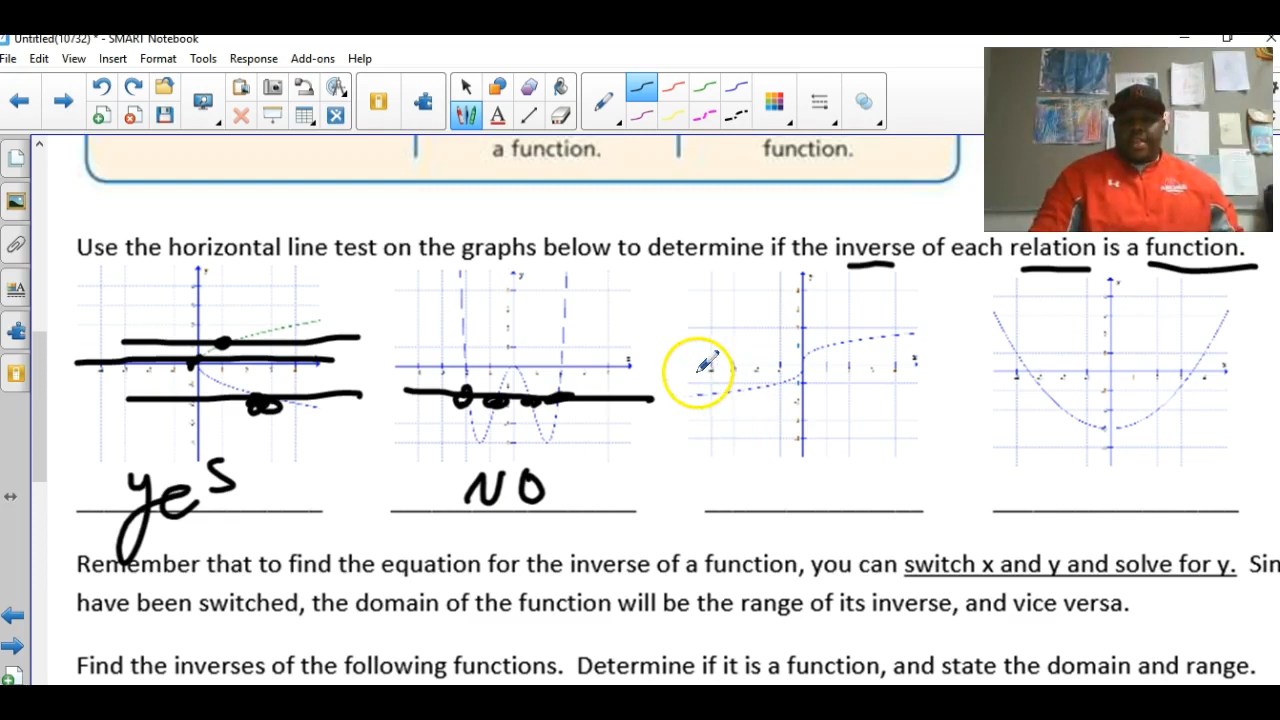 Untitled(10/32) * - SMART Notebook
File Edit View Insert Format Tools Response Add-ons Help
a function. function.
Use the horizontal line test on the graphs below to determine if the inverse of each relation is a function.
yes NO
Remember that to find the equation for the inverse of a function, you can switch x and y and solve for y. Sin
have been switched, the domain of the function will be the range of its inverse, and vice versa.
Find the inverses of the following functions. Determine if it is a function, and state the domain and range.